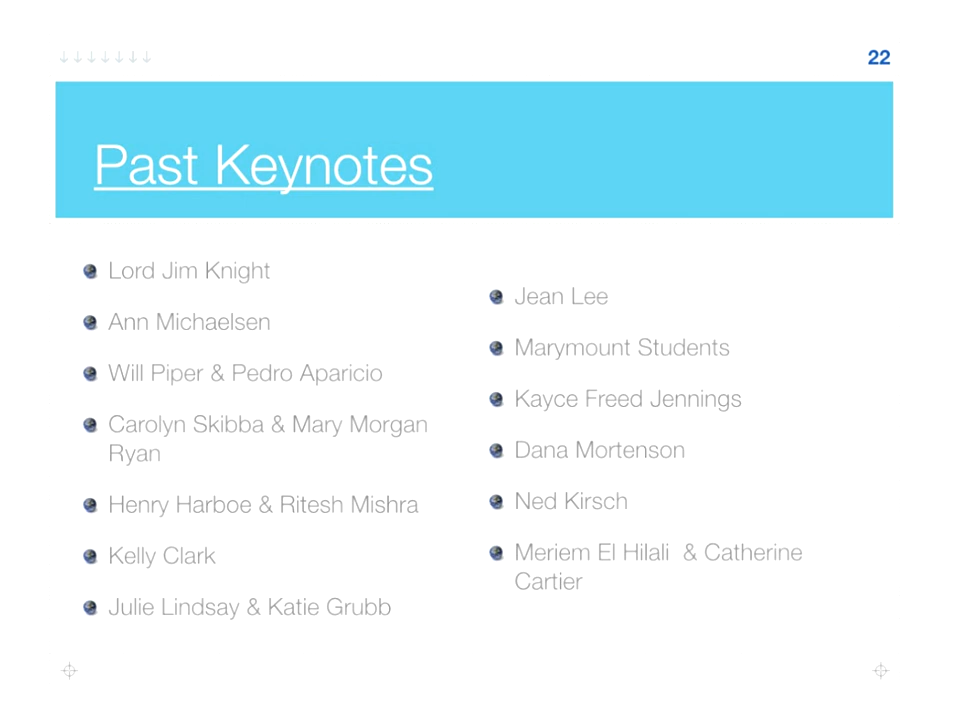 22
Past Keynotes
Lord Jim Knight
Ann Michaelsen
Will Piper & Pedro Aparicio
Carolyn Skibba & Mary Morgan
Ryan
Henry Harboe & Ritesh Mishra
Kelly Clark
Julie Lindsay & Katie Grubb
Jean Lee
Marymount Students
Kayce Freed Jennings
Dana Mortenson
Ned Kirsch
Meriem El Hilali & Catherine
Cartier